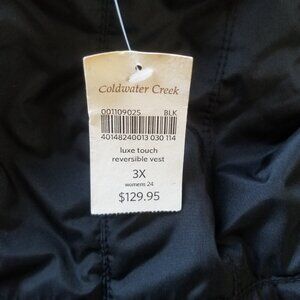 Coldwater Creek
001109025 BLK
40148240013 030 114
luxe touch
reversible vest
3X
womens 24
$129.95